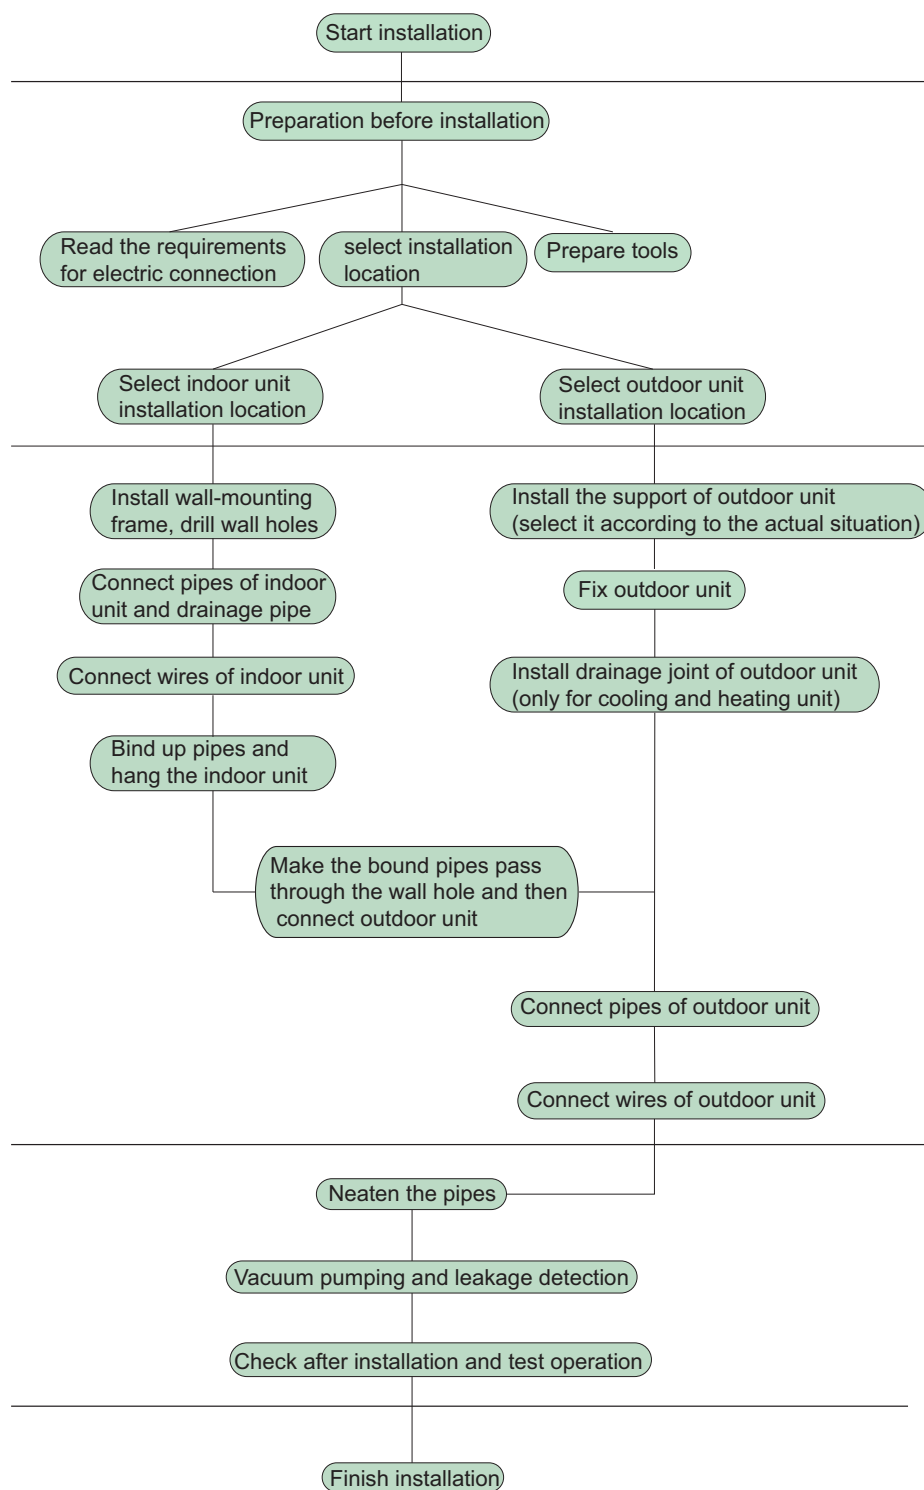 Start installation
Preparation before installation
Read the requirements
for electric connection
select installation
location
Prepare tools
Select indoor unit
installation location
Select outdoor unit
installation location
Install wall-mounting
frame, drill wall holes
Connect pipes of indoor
unit and drainage pipe
Connect wires of indoor unit
Bind up pipes and
hang the indoor unit
Install the support of outdoor unit
(select it according to the actual situation)
Fix outdoor unit
Install drainage joint of outdoor unit
(only for cooling and heating unit)
Make the bound pipes pass
through the wall hole and then
connect outdoor unit
Connect pipes of outdoor unit
Connect wires of outdoor unit
Neaten the pipes
Vacuum pumping and leakage detection
Check after installation and test operation
Finish installation